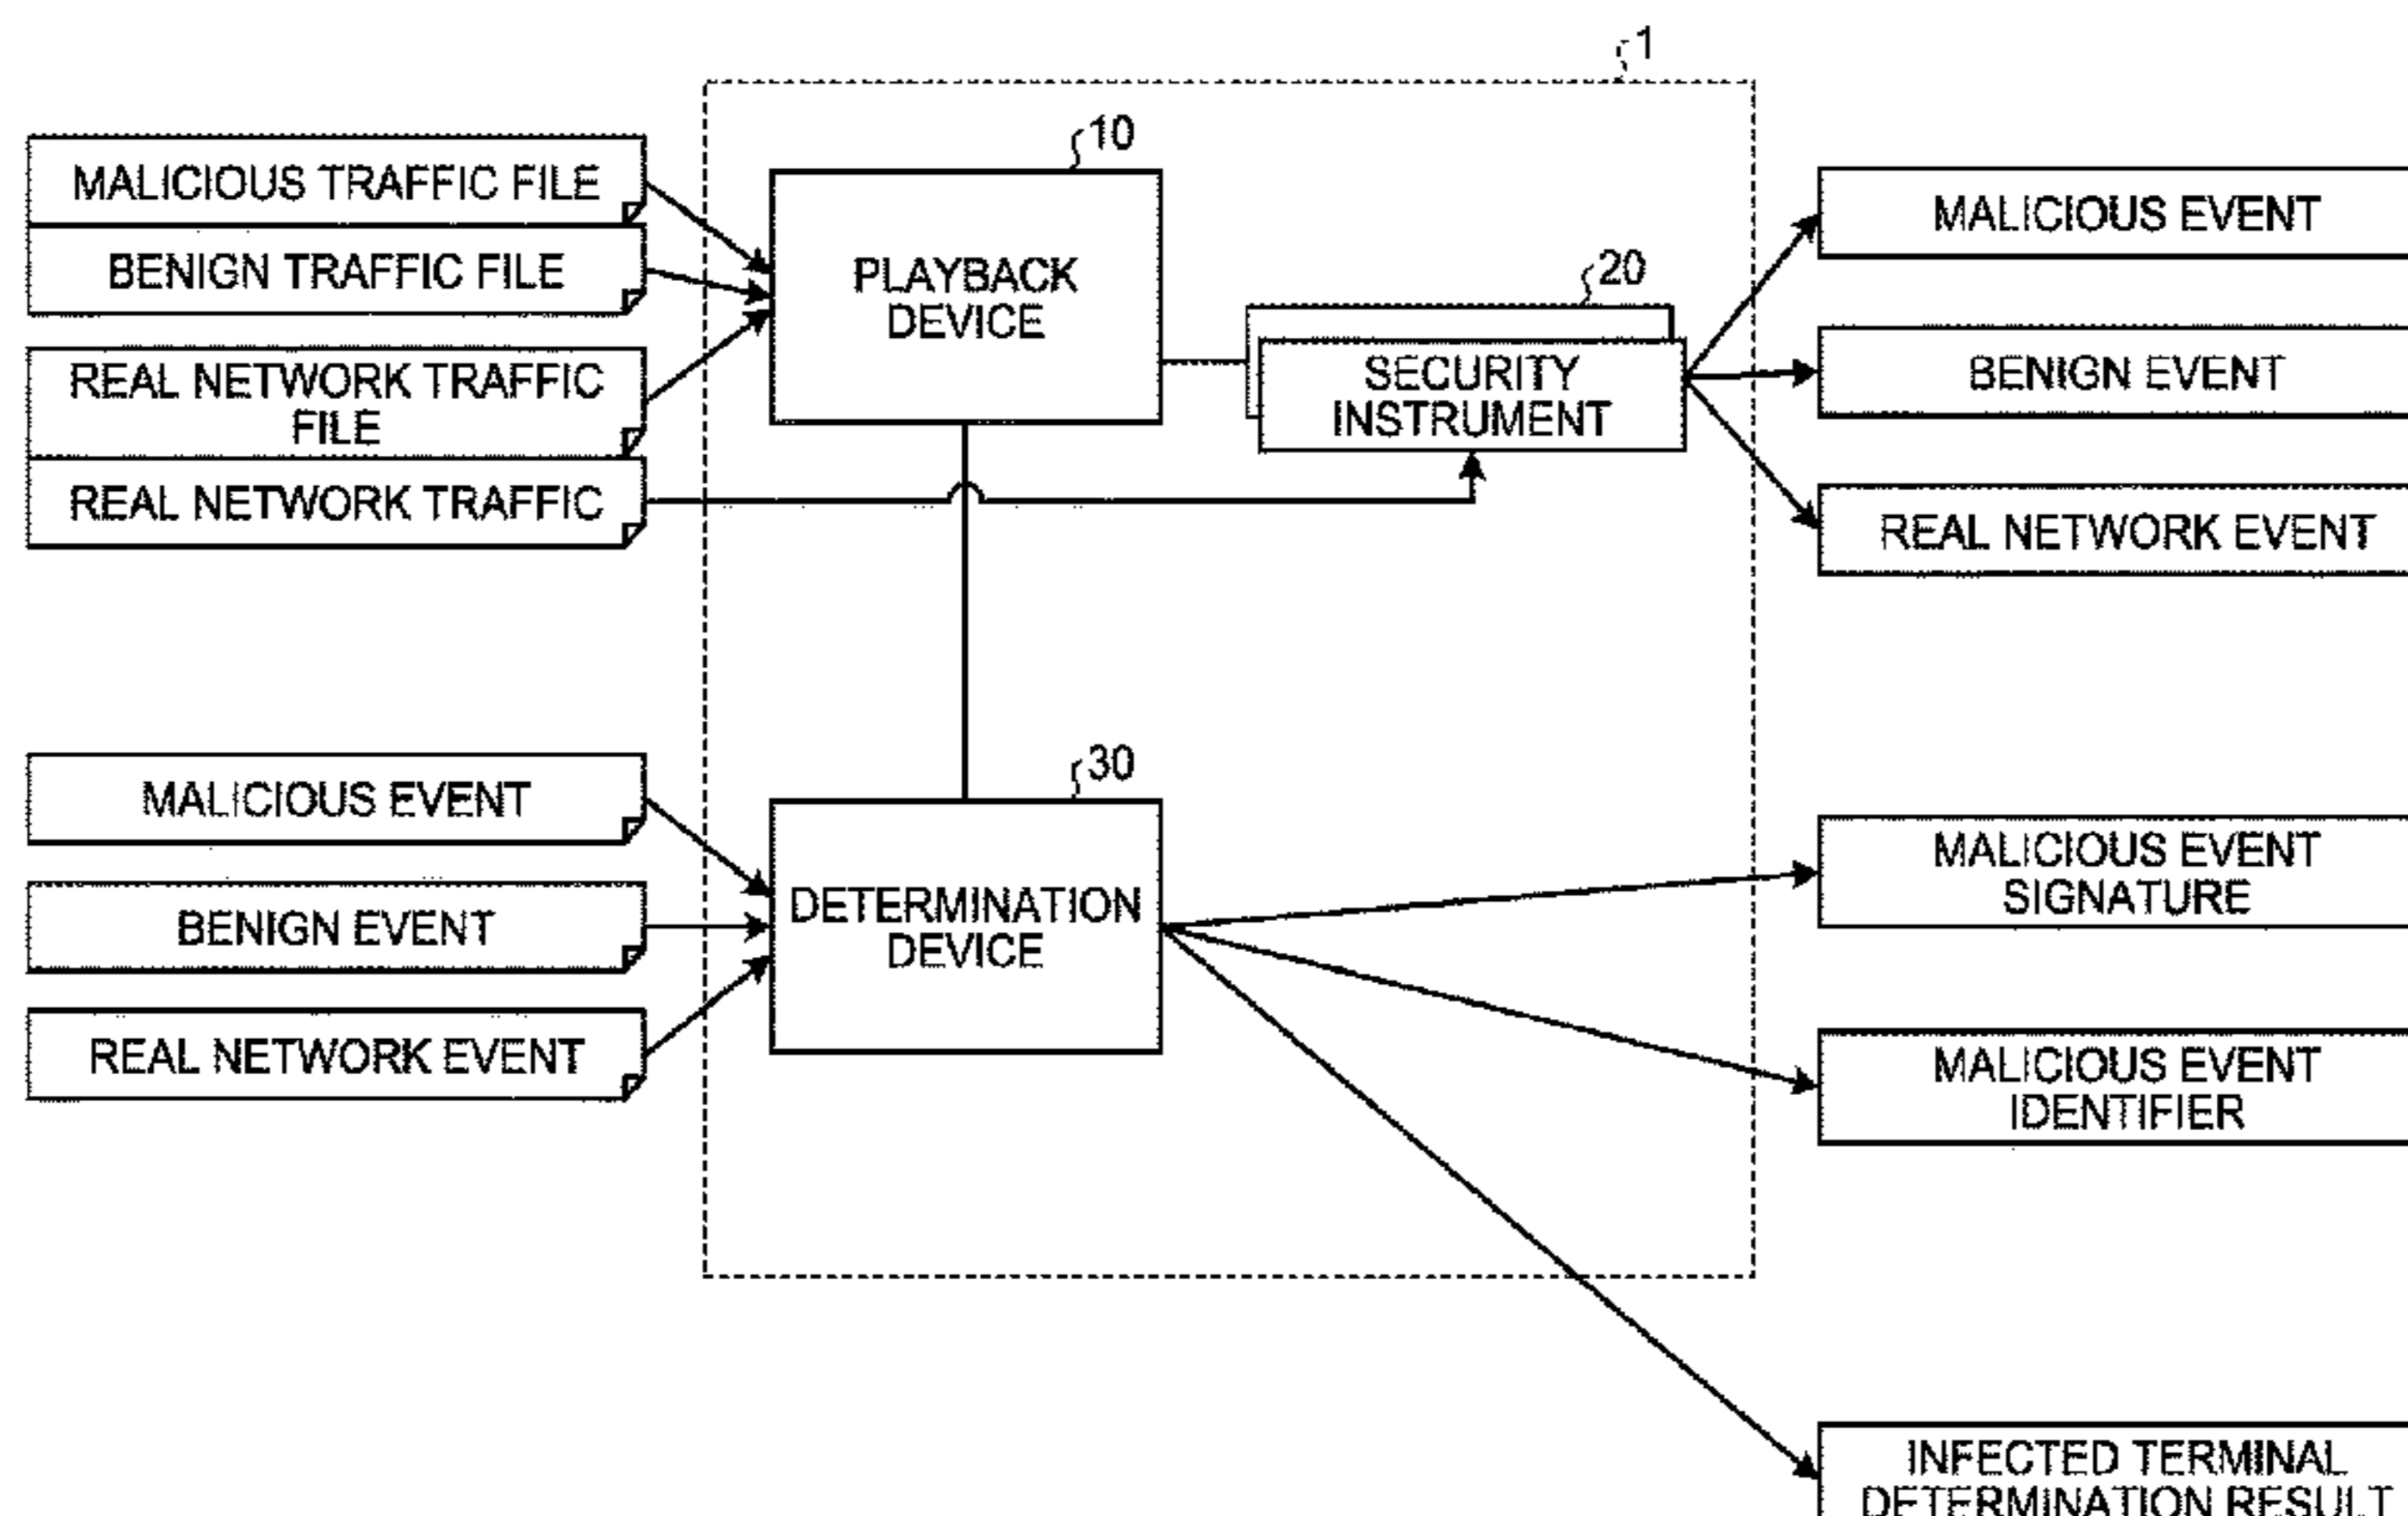 1
10
MALICIOUS TRAFFIC FILE
BENIGN TRAFFIC FILE
REAL NETWORK TRAFFIC
FILE
REAL NETWORK TRAFFIC
PLAYBACK
DEVICE
20
SECURITY
INSTRUMENT
MALICIOUS EVENT
BENIGN EVENT
REAL NETWORK EVENT
30
MALICIOUS EVENT
BENIGN EVENT
REAL NETWORK EVENT
DETERMINATION
DEVICE
MALICIOUS EVENT
SIGNATURE
MALICIOUS EVENT
IDENTIFIER
INFECTED TERMINAL
DETERMINATION RESULT